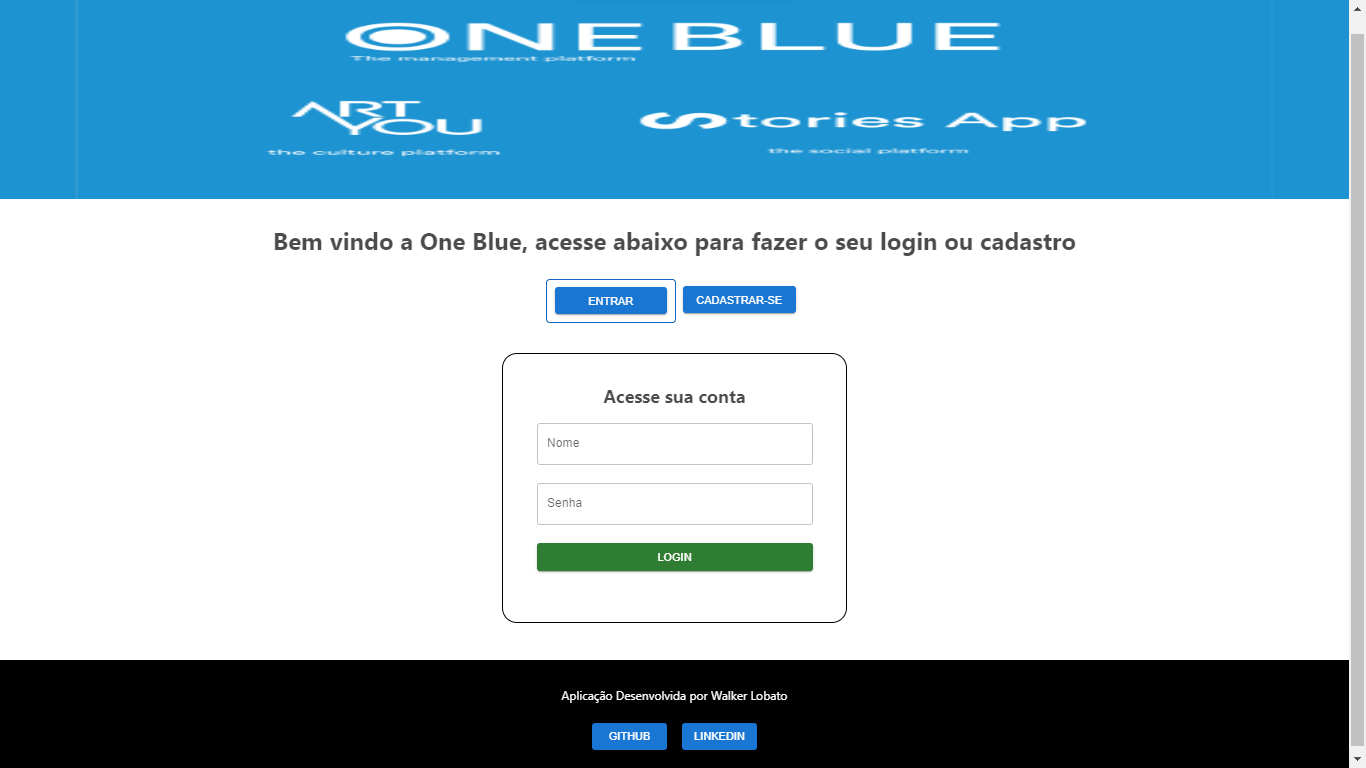 ONEBLUE
The management platform
ART YOU
the culture platform
Stories App
the social platform
Bem vindo a One Blue, acesse abaixo para fazer o seu login ou cadastro
ENTRAR CADASTRAR-SE
Acesse sua conta
Nome
Senha
LOGIN
Aplicação Desenvolvida por Walker Lobato
GITHUB LINKEDIN